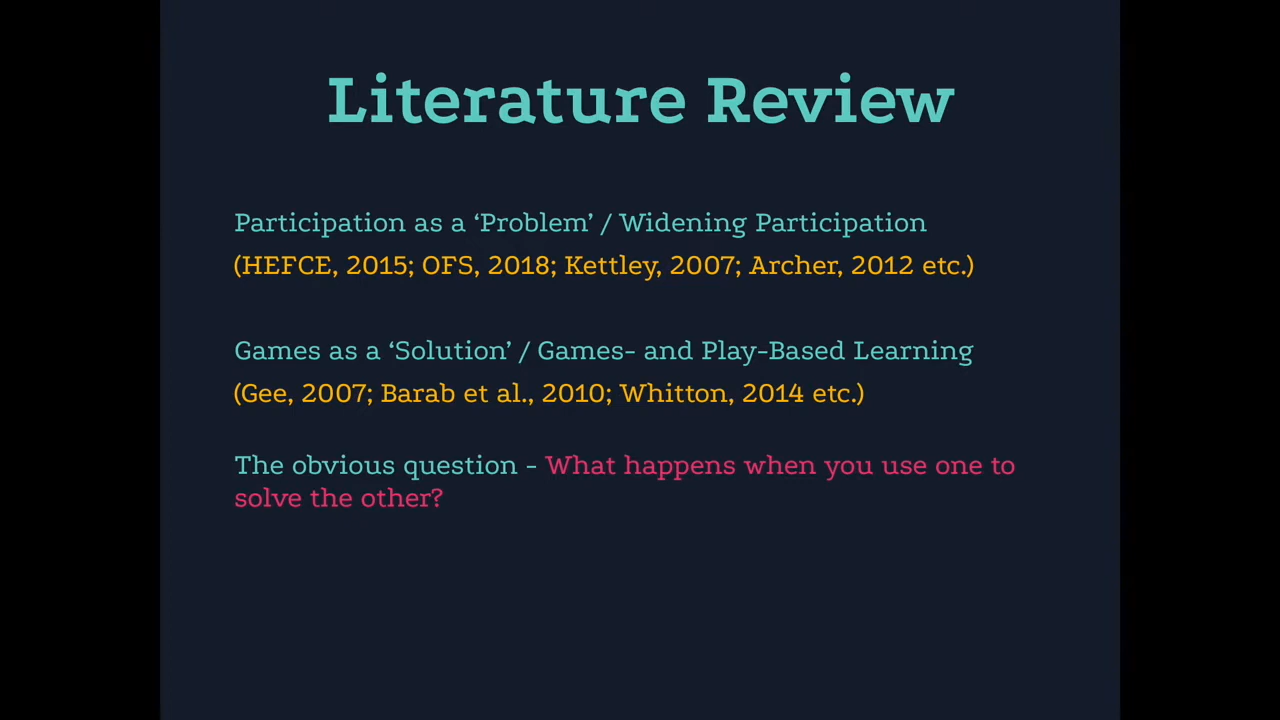 Literature Review
Participation as a ‘Problem’ / Widening Participation
(HEFCE, 2015; OFS, 2018; Kettley, 2007; Archer, 2012 etc.)
Games as a ‘Solution’ / Games- and Play-Based Learning
(Gee, 2007; Barab et al., 2010; Whitton, 2014 etc.)
The obvious question - What happens when you use one to
solve the other?